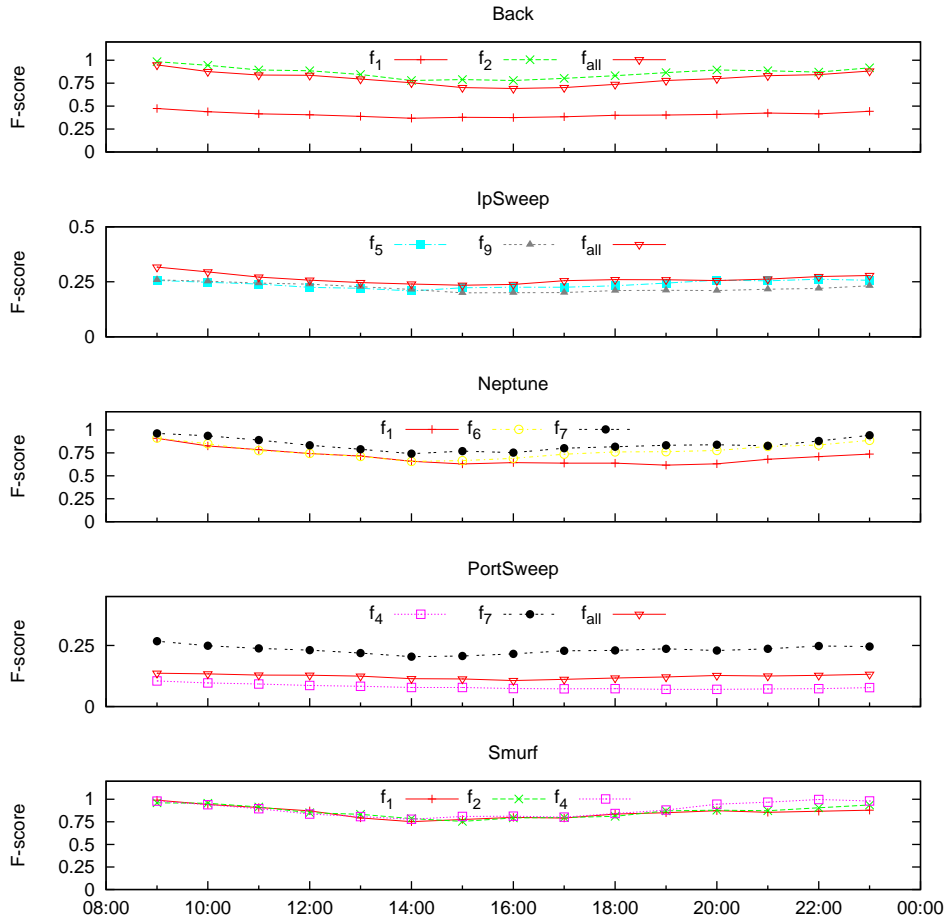 Back
F-score
1
0.75
0.5
0.25
0
f1 f2 fall
IpSweep
F-score
0.5
0.25
0
f5 f9 fall
Neptune
F-score
1
0.75
0.5
0.25
0
f1 f6 f7
PortSweep
F-score
0.25
0
f4 f7 fall
Smurf
F-score
1
0.75
0.5
0.25
0
f1 f2 f4
08:00 10:00 12:00 14:00 16:00 18:00 20:00 22:00 00:00